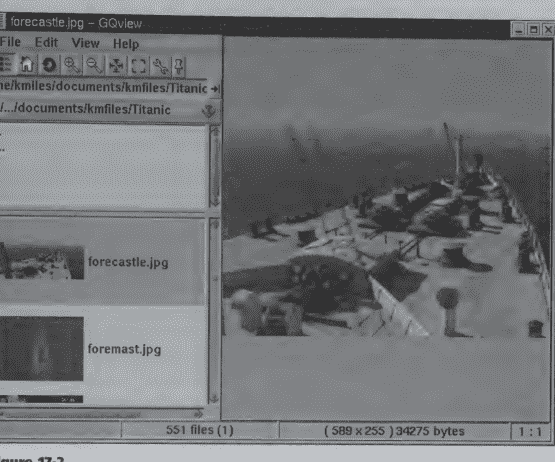 forecastle.jpg – GQview
File Edit View Help
ne/kmiles/documents/kmfiles/Titanic
/.../documents/kmfiles/Titanic
..
forecastle.jpg
foremast.jpg
551 files (1)
( 589 x 255 ) 34275 bytes
1 : 1